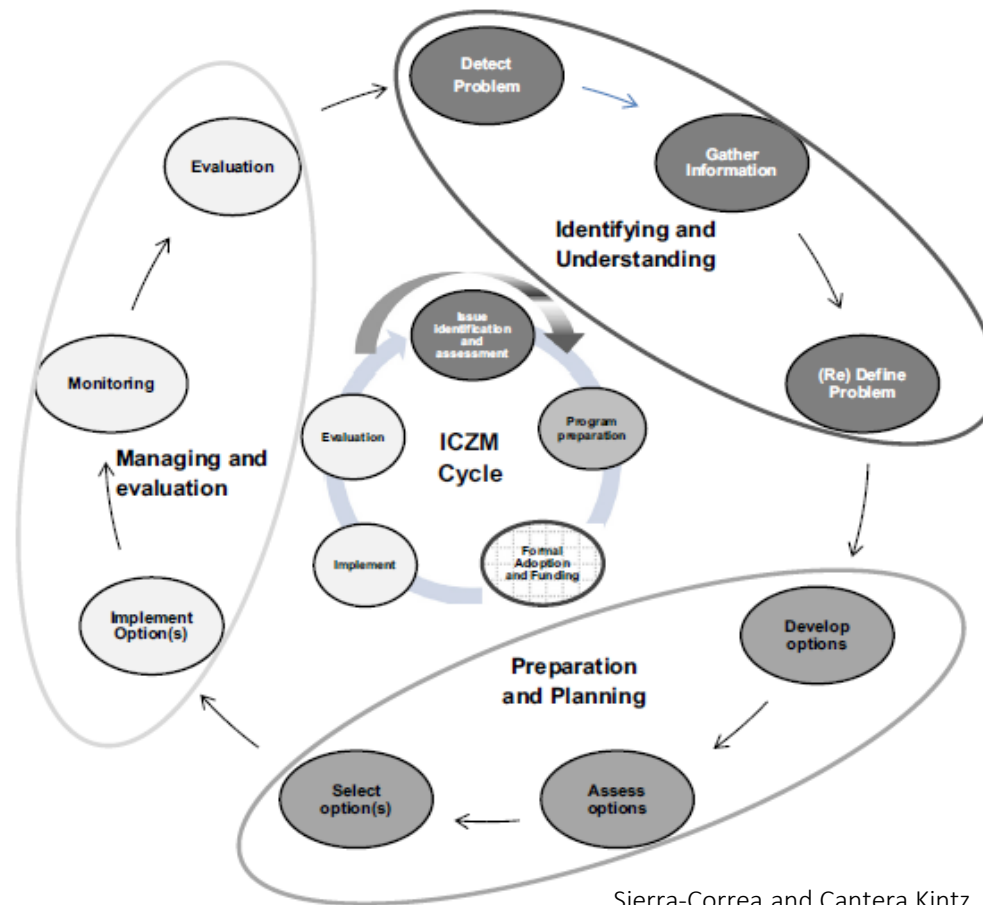 Detect
Problem
Gather
Information
Identifying and
Understanding
(Re) Define
Problem
Develop
options
Preparation
and Planning
Assess
options
Select
option(s)
Implement
Option(s)
Managing and
evaluation
Monitoring
Evaluation
ICZM
Cycle
Issue
identification
and
assessment
Program
preparation
Formal
Adoption
and Funding
Implement
Evaluation
Sierra-Correa and Cantera Kintz